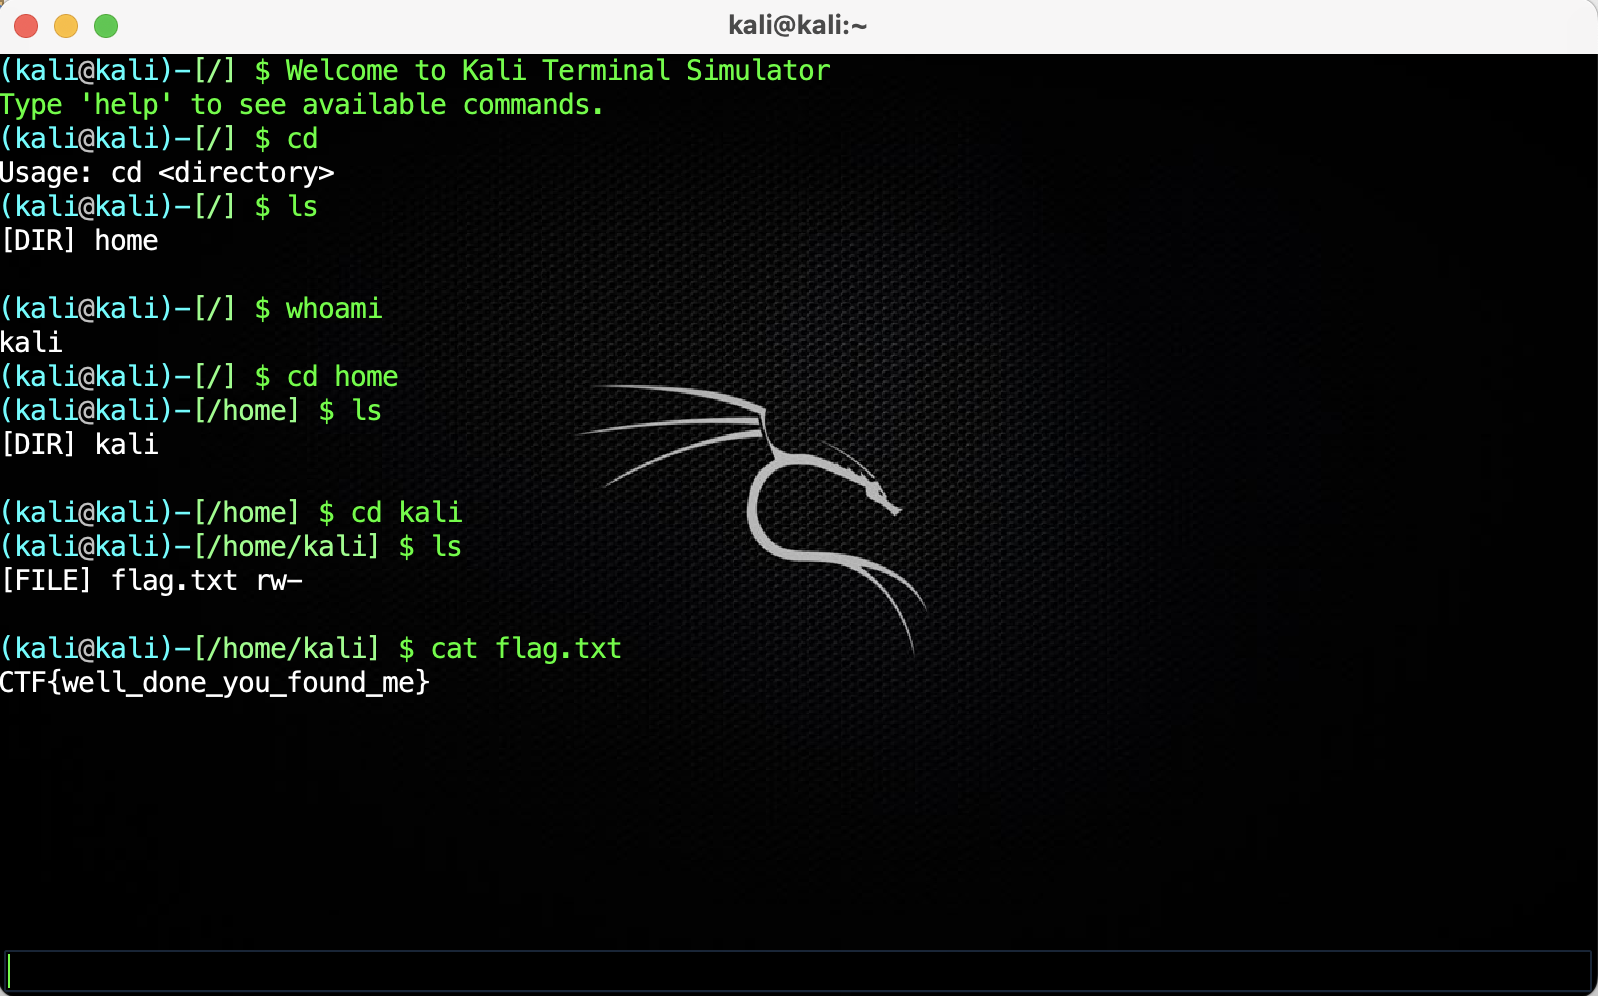 kali@kali:~
(kali@kali)-[/] $ Welcome to Kali Terminal Simulator
Type 'help' to see available commands.
(kali@kali)-[/] $ cd
Usage: cd <directory>
(kali@kali)-[/] $ ls
[DIR] home
(kali@kali)-[/] $ whoami
kali
(kali@kali)-[/] $ cd home
(kali@kali)-[/home] $ ls
[DIR] kali
(kali@kali)-[/home] $ cd kali
(kali@kali)-[/home/kali] $ ls
[FILE] flag.txt rw-
(kali@kali)-[/home/kali] $ cat flag.txt
CTF{well_done_you_found_me}